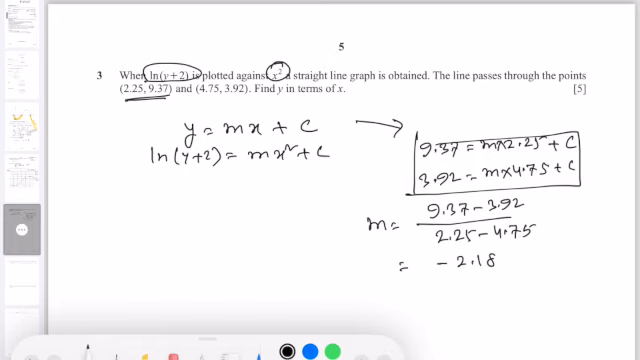 5
3 When ln(y + 2) is plotted against x² a straight line graph is obtained. The line passes through the points
(2.25, 9.37) and (4.75, 3.92). Find y in terms of x. [5]
y = mx + c
ln(y+2) = mx² + c
9.37 = m×2.25 + c
3.92 = m×4.75 + c
m = 9.37 − 3.92
2.25 − 4.75
= − 2.18